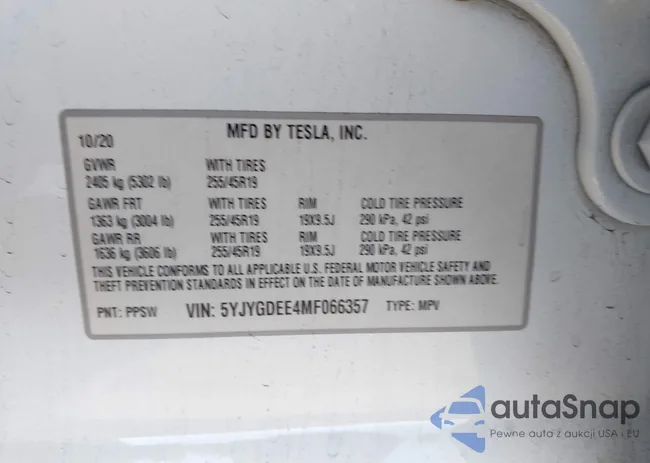 10/20 MFD BY TESLA, INC.
GVWR WITH TIRES
2405 kg (5302 lb) 255/45R19
GAWR FRT WITH TIRES RIM COLD TIRE PRESSURE
1363 kg (3004 lb) 255/45R19 19X9.5J 290 kPa, 42 psi
GAWR RR WITH TIRES RIM COLD TIRE PRESSURE
1636 kg (3606 lb) 255/45R19 19X9.5J 290 kPa, 42 psi
THIS VEHICLE CONFORMS TO ALL APPLICABLE U.S. FEDERAL MOTOR VEHICLE SAFETY AND
THEFT PREVENTION STANDARDS IN EFFECT ON THE DATE OF MANUFACTURE SHOWN ABOVE.
PNT: PPSW VIN: 5YJYGDEE4MF066357 TYPE: MPV
autoSnap
Pewne auta z aukcji USA i EU